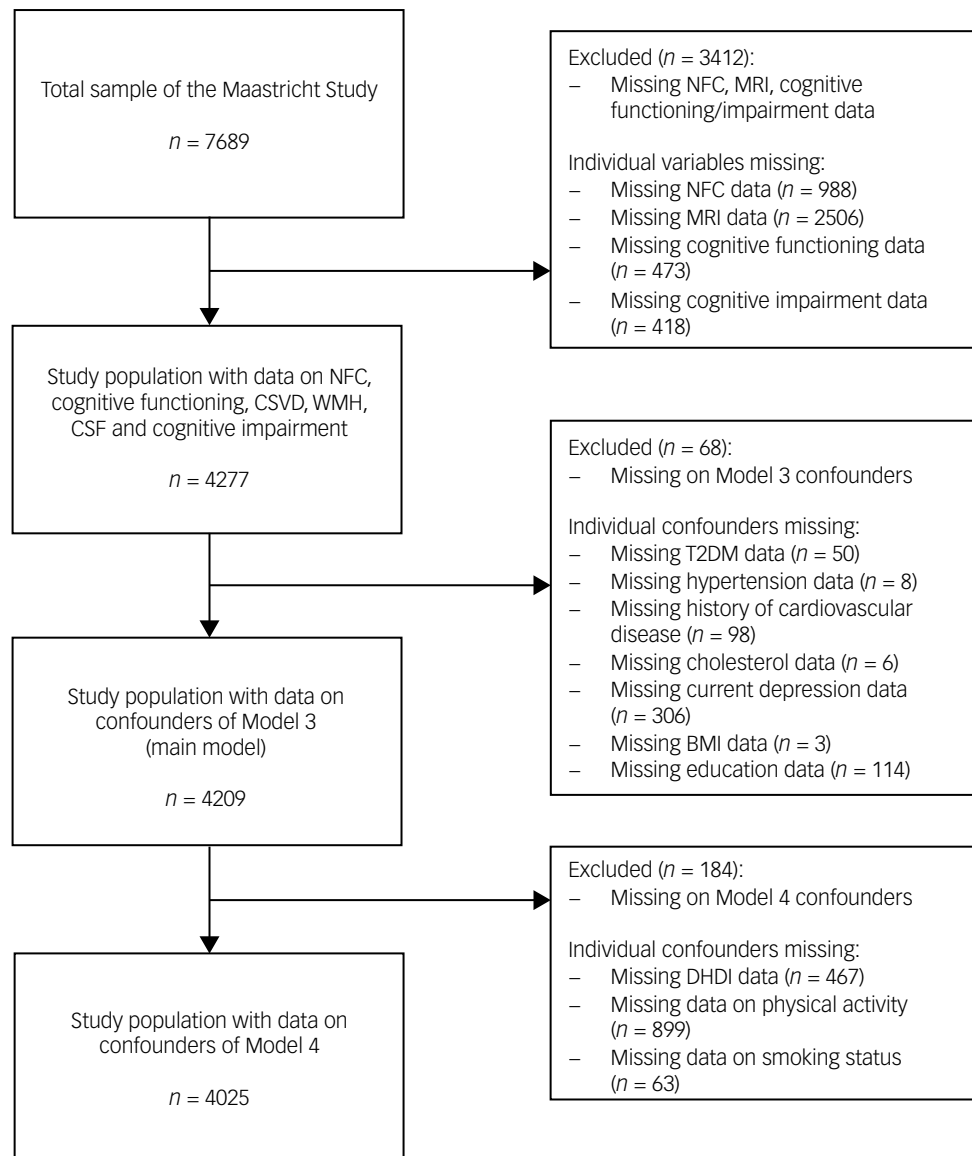 Total sample of the Maastricht Study
n = 7689
Excluded (n = 3412):
– Missing NFC, MRI, cognitive
functioning/impairment data
Individual variables missing:
– Missing NFC data (n = 988)
– Missing MRI data (n = 2506)
– Missing cognitive functioning data
(n = 473)
– Missing cognitive impairment data
(n = 418)
Study population with data on NFC,
cognitive functioning, CSVD, WMH,
CSF and cognitive impairment
n = 4277
Excluded (n = 68):
– Missing on Model 3 confounders
Individual confounders missing:
– Missing T2DM data (n = 50)
– Missing hypertension data (n = 8)
– Missing history of cardiovascular
disease (n = 98)
– Missing cholesterol data (n = 6)
– Missing current depression data
(n = 306)
– Missing BMI data (n = 3)
– Missing education data (n = 114)
Study population with data on
confounders of Model 3
(main model)
n = 4209
Excluded (n = 184):
– Missing on Model 4 confounders
Individual confounders missing:
– Missing DHDI data (n = 467)
– Missing data on physical activity
(n = 899)
– Missing data on smoking status
(n = 63)
Study population with data on
confounders of Model 4
n = 4025